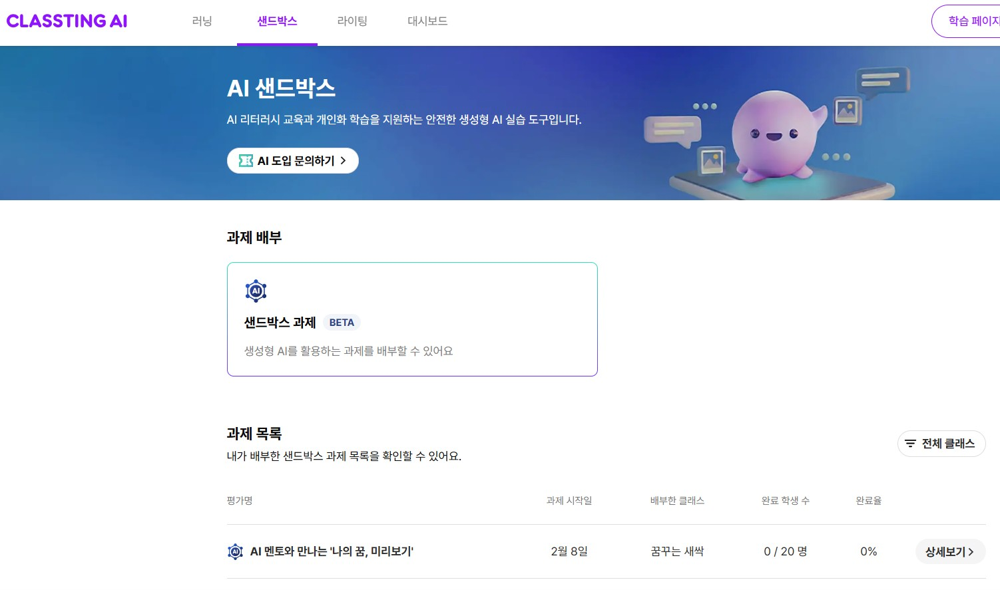 CLASSTING AI 러닝 샌드박스 라이팅 대시보드 학습 페이지
AI 샌드박스
AI 리터러시 교육과 개인화 학습을 지원하는 안전한 생성형 AI 실습 도구입니다.
AI 도입 문의하기 >
과제 배부
AI
샌드박스 과제 BETA
생성형 AI를 활용하는 과제를 배부할 수 있어요
과제 목록
내가 배부한 샌드박스 과제 목록을 확인할 수 있어요.
전체 클래스
평가명 과제 시작일 배부한 클래스 완료 학생 수 완료율
AI AI 멘토와 만나는 '나의 꿈, 미리보기' 2월 8일 꿈꾸는 새싹 0 / 20 명 0% 상세보기 >